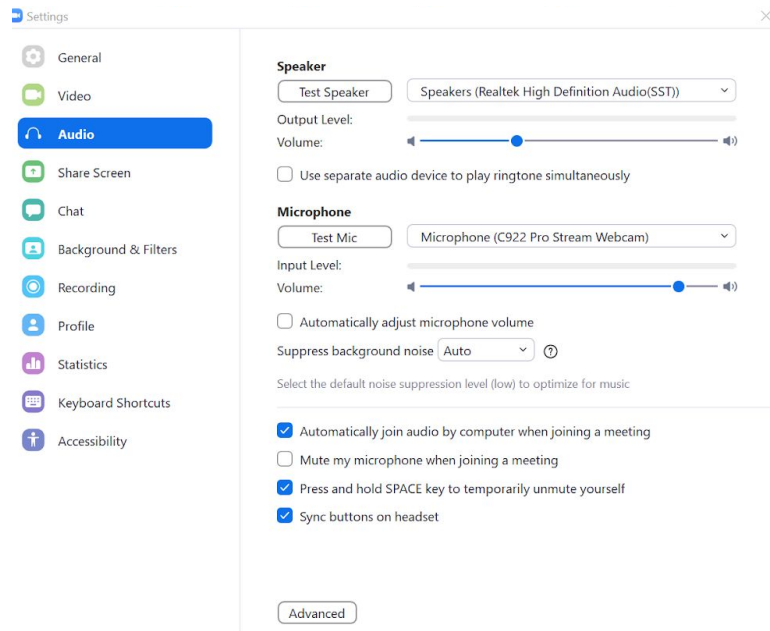 Settings
General
Video
Audio
Share Screen
Chat
Background & Filters
Recording
Profile
Statistics
Keyboard Shortcuts
Accessibility
Speaker
Test Speaker
Speakers (Realtek High Definition Audio(SST))
Output Level:
Volume:
Use separate audio device to play ringtone simultaneously
Microphone
Test Mic
Microphone (C922 Pro Stream Webcam)
Input Level:
Volume:
Automatically adjust microphone volume
Suppress background noise Auto ?
Select the default noise suppression level (low) to optimize for music
Automatically join audio by computer when joining a meeting
Mute my microphone when joining a meeting
Press and hold SPACE key to temporarily unmute yourself
Sync buttons on headset
Advanced